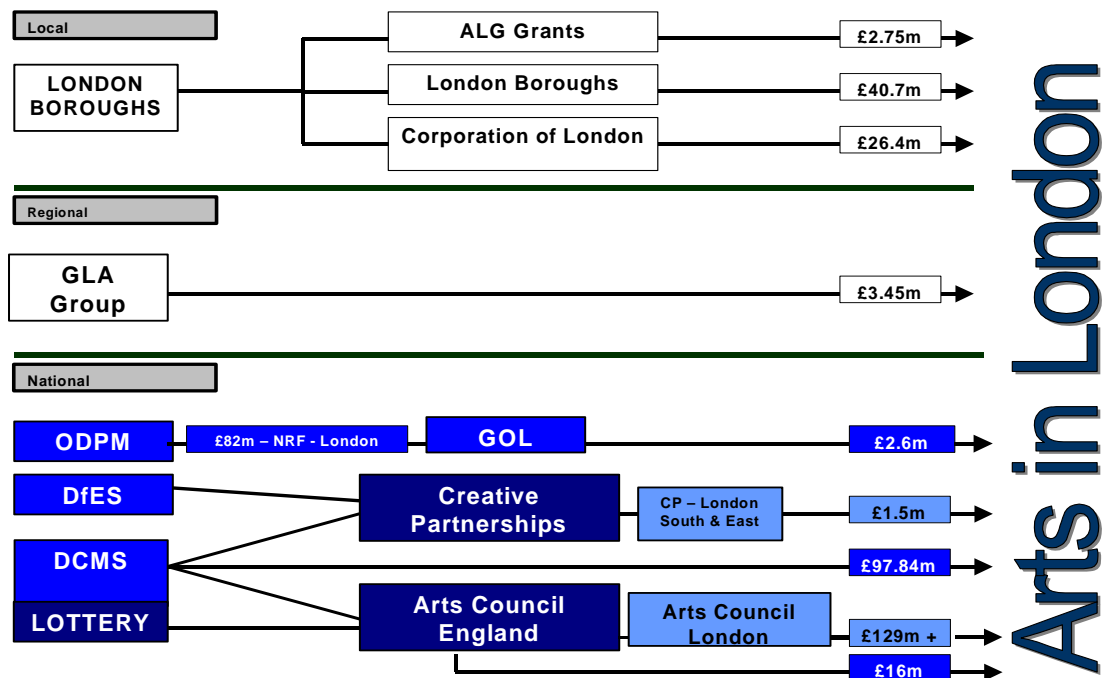 Local
LONDON
BOROUGHS
ALG Grants
£2.75m
London Boroughs
£40.7m
Corporation of London
£26.4m
Regional
GLA
Group
£3.45m
National
ODPM
£82m – NRF - London
GOL
£2.6m
DfES
Creative
Partnerships
CP – London
South & East
£1.5m
DCMS
£97.84m
LOTTERY
Arts Council
England
Arts Council
London
£129m +
£16m
Arts in London